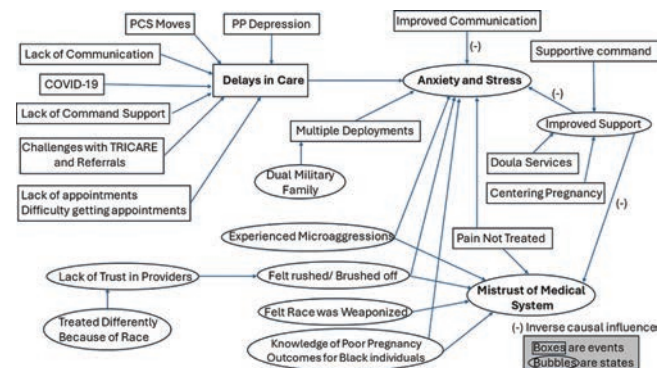 PCS Moves
PP Depression
Improved Communication
Lack of Communication
(-)
Supportive command
COVID-19
Delays in Care
Anxiety and Stress
(-)
Lack of Command Support
Multiple Deployments
Improved Support
Challenges with TRICARE
and Referrals
Dual Military
Family
Doula Services
Centering Pregnancy
Lack of appointments
Difficulty getting appointments
(-)
Experienced Microaggressions
Pain Not Treated
Lack of Trust in Providers
Felt rushed/ Brushed off
Mistrust of Medical
System
Felt Race was Weaponized
Treated Differently
Because of Race
(-) Inverse causal influence
Knowledge of Poor Pregnancy
Outcomes for Black individuals
Boxes are events
Bubbles are states